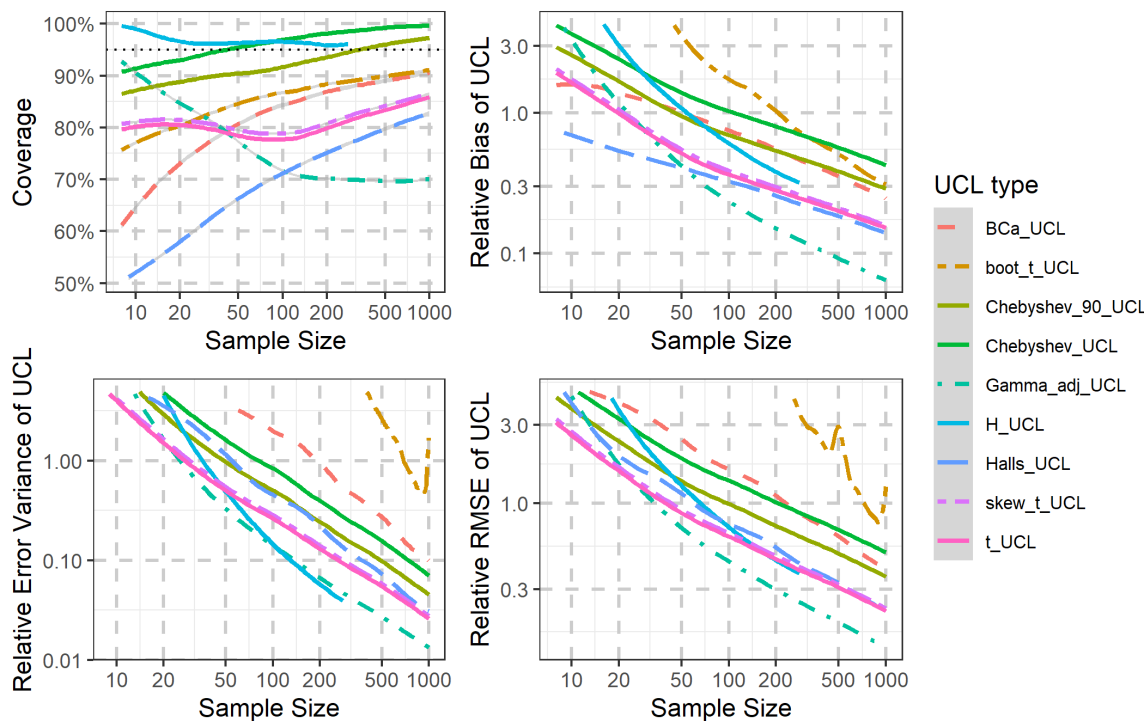 100%
90%
80%
70%
60%
50%
Coverage
10 20 50 100 200 500 1000
Sample Size
3.0
1.0
0.3
0.1
Relative Bias of UCL
10 20 50 100 200 500 1000
Sample Size
1.00
0.10
0.01
Relative Error Variance of UCL
10 20 50 100 200 500 1000
Sample Size
3.0
1.0
0.3
Relative RMSE of UCL
10 20 50 100 200 500 1000
Sample Size
UCL type
BCa_UCL
boot_t_UCL
Chebyshev_90_UCL
Chebyshev_UCL
Gamma_adj_UCL
H_UCL
Halls_UCL
skew_t_UCL
t_UCL